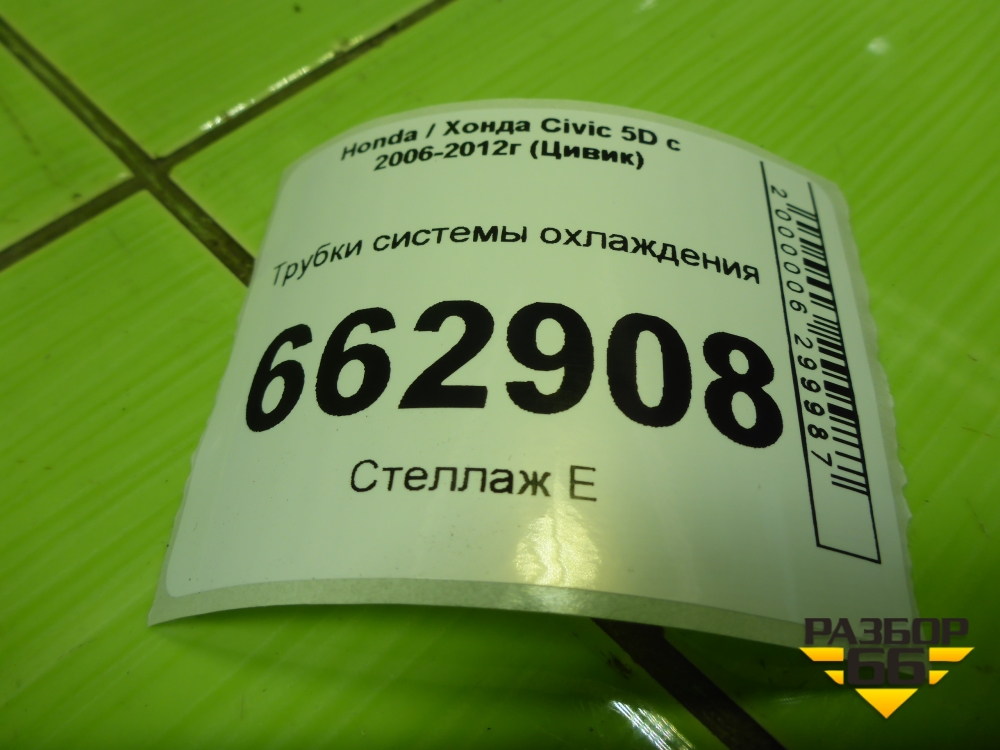 Honda / Хонда Civic 5D с
2006-2012г (Цивик)
Трубки системы охлаждения
662908
Стеллаж Е
2000006299987
РАЗБОР
66